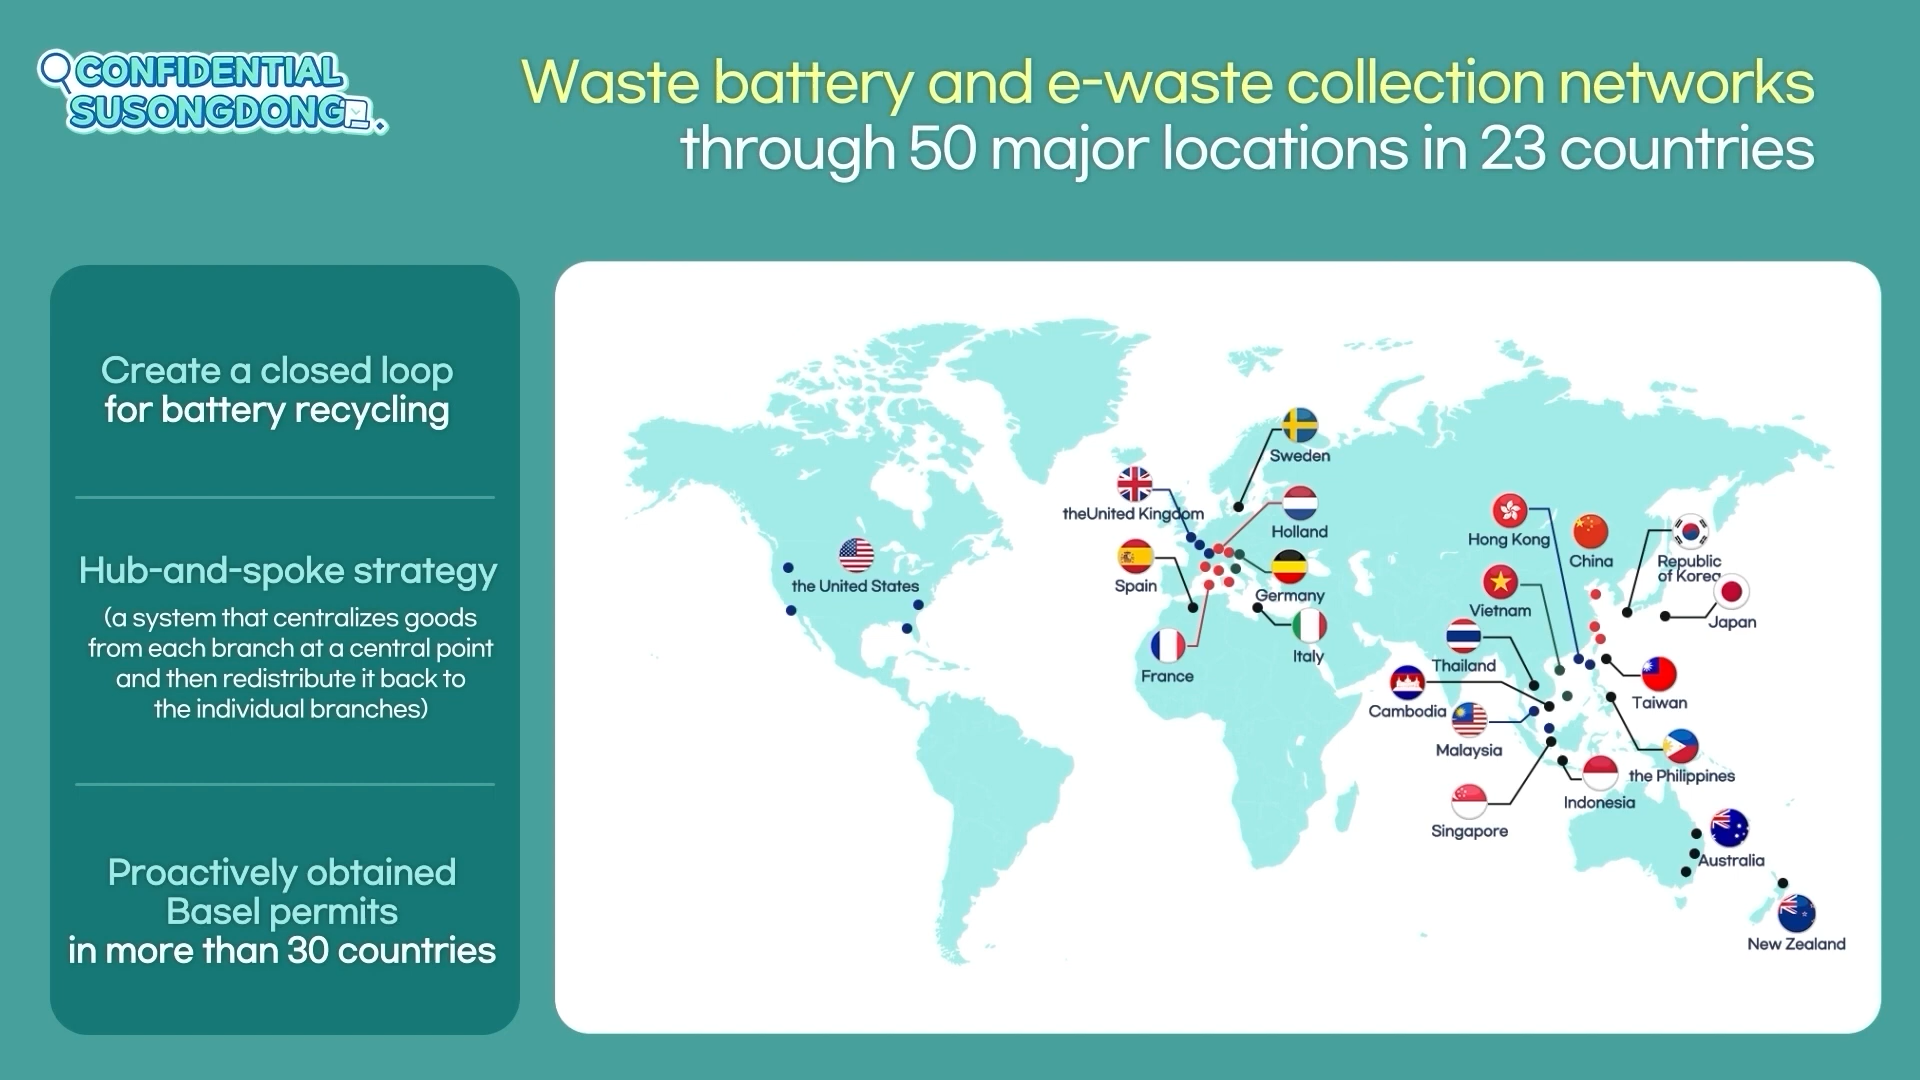 CONFIDENTIAL
SUSONGDONG
Waste battery and e-waste collection networks
through 50 major locations in 23 countries
Create a closed loop
for battery recycling
Hub-and-spoke strategy
(a system that centralizes goods
from each branch at a central point
and then redistribute it back to
the individual branches)
Proactively obtained
Basel permits
in more than 30 countries
the United States
theUnited Kingdom
Spain
France
Sweden
Holland
Germany
Italy
Hong Kong
China
Republic
of Korea
Japan
Vietnam
Thailand
Cambodia
Malaysia
Singapore
Taiwan
the Philippines
Indonesia
Australia
New Zealand